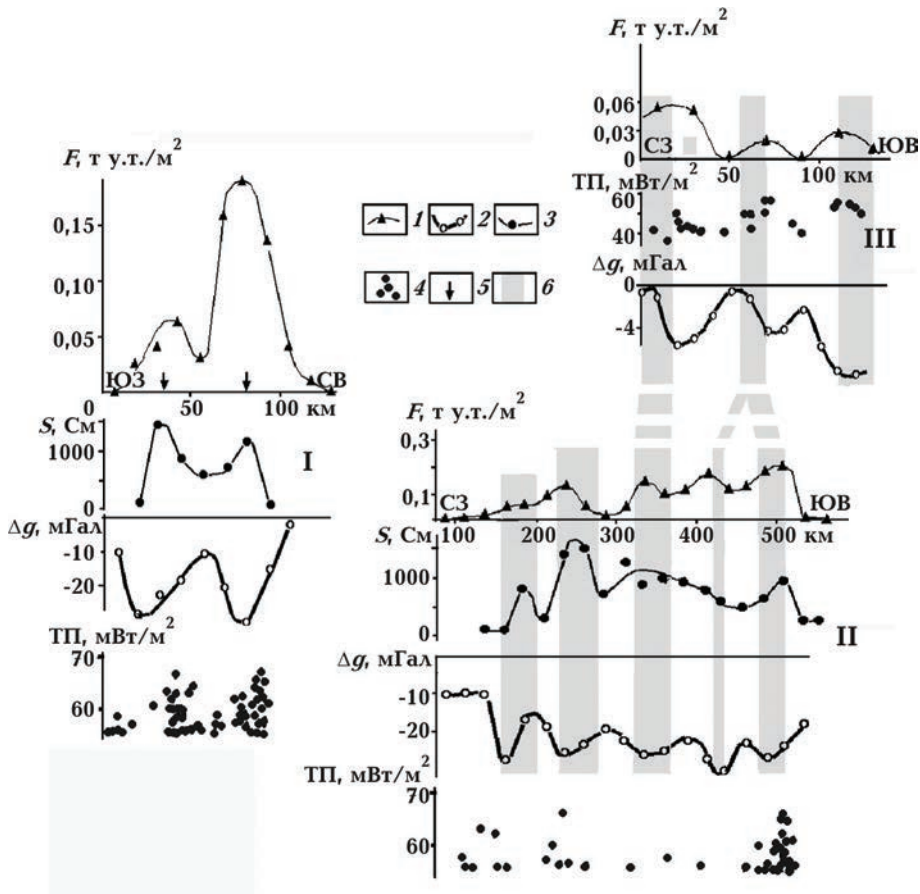 F, т у.т./м²
0,06
0,03
0
СЗ
ЮВ
50
100 км
ТП, мВт/м²
60
40
III
Δg, мГал
0
-4
F, т у.т./м²
0,15
0,10
0,05
ЮЗ
СВ
0
50
100 км
1 2 3
4 5 6
S, См
1000
0
I
Δg, мГал
-10
-20
ТП, мВт/м²
70
60
F, т у.т./м²
0,3
0,1
СЗ
ЮВ
100 200 300 400 500 км
S, См
1000
0
II
Δg, мГал
-10
-20
ТП, мВт/м²
70
60